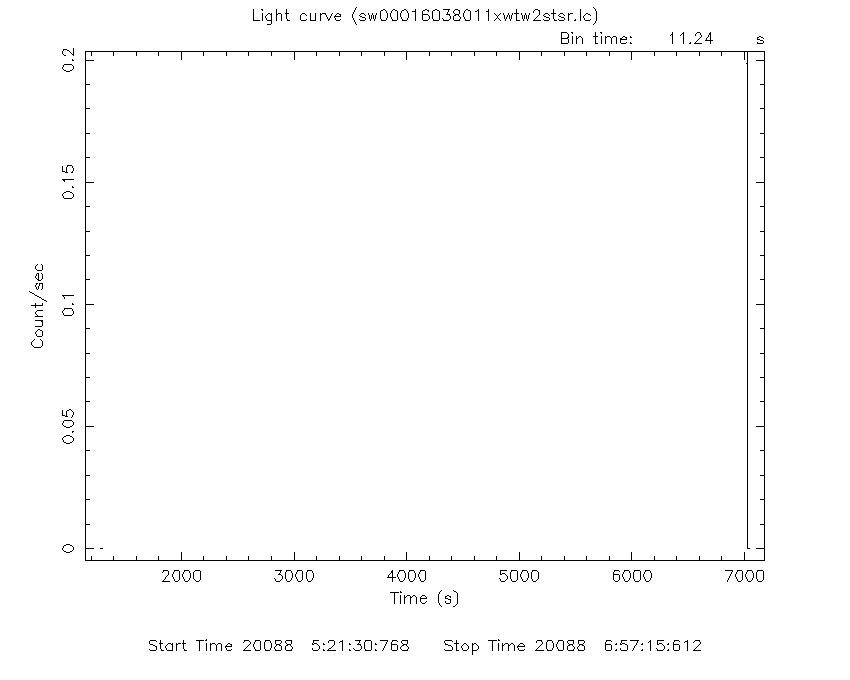 Light curve (sw00016038011xwtw2stsr.lc)
Bin time: 11.24 s
0.2
0.15
0.1
0.05
0
Count/sec
2000 3000 4000 5000 6000 7000
Time (s)
Start Time 20088 5:21:30:768 Stop Time 20088 6:57:15:612